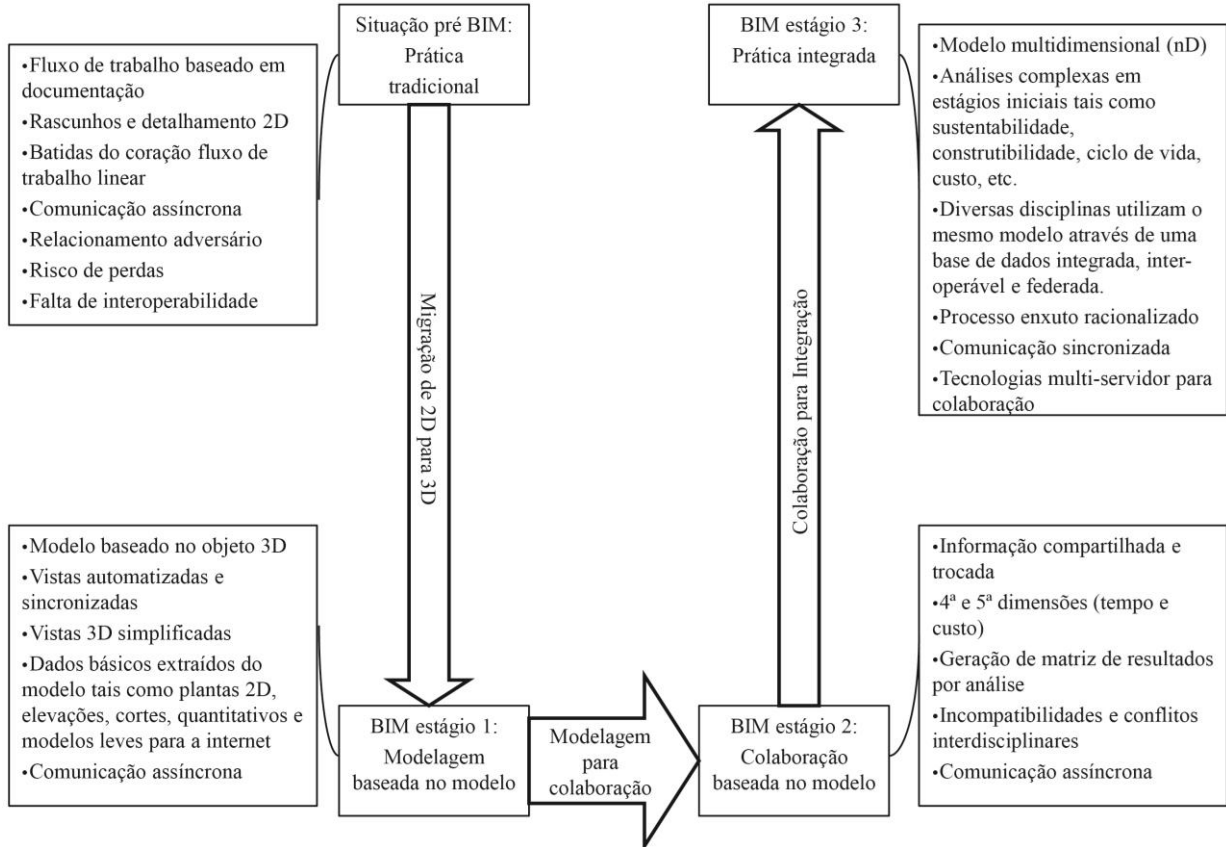 Situação pré BIM:
Prática
tradicional
•Fluxo de trabalho baseado em
documentação
•Rascunhos e detalhamento 2D
•Batidas do coração fluxo de
trabalho linear
•Comunicação assíncrona
•Relacionamento adversário
•Risco de perdas
•Falta de interoperabilidade
Migração de 2D para 3D
•Modelo baseado no objeto 3D
•Vistas automatizadas e
sincronizadas
•Vistas 3D simplificadas
•Dados básicos extraídos do
modelo tais como plantas 2D,
elevações, cortes, quantitativos e
modelos leves para a internet
•Comunicação assíncrona
BIM estágio 1:
Modelagem
baseada no modelo
Modelagem
para
colaboração
BIM estágio 2:
Colaboração
baseada no modelo
•Informação compartilhada e
trocada
•4ª e 5ª dimensões (tempo e
custo)
•Geração de matriz de resultados
por análise
•Incompatibilidades e conflitos
interdisciplinares
•Comunicação assíncrona
Colaboração para Integração
BIM estágio 3:
Prática integrada
•Modelo multidimensional (nD)
•Análises complexas em
estágios iniciais tais como
sustentabilidade,
construtibilidade, ciclo de vida,
custo, etc.
•Diversas disciplinas utilizam o
mesmo modelo através de uma
base de dados integrada, inter-
operável e federada.
•Processo enxuto racionalizado
•Comunicação sincronizada
•Tecnologias multi-servidor para
colaboração